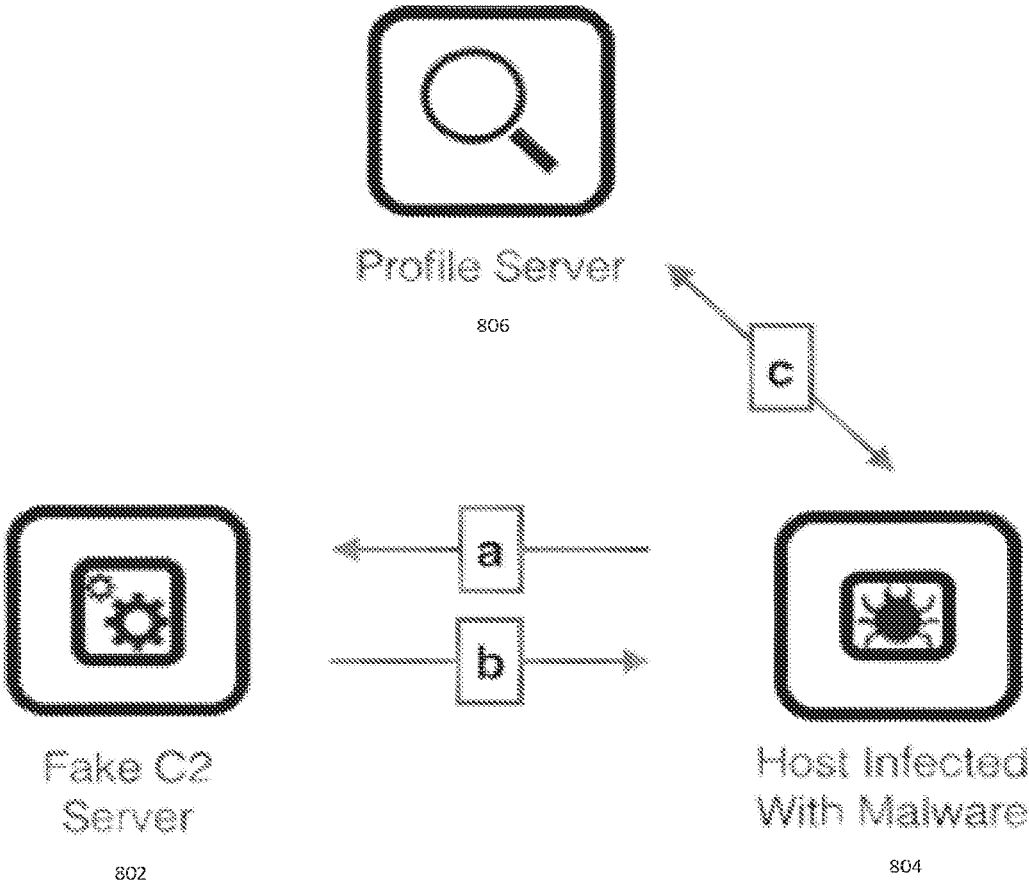 Profile Server
806
c
a
b
Fake C2
Server
802
Host Infected
With Malware
804